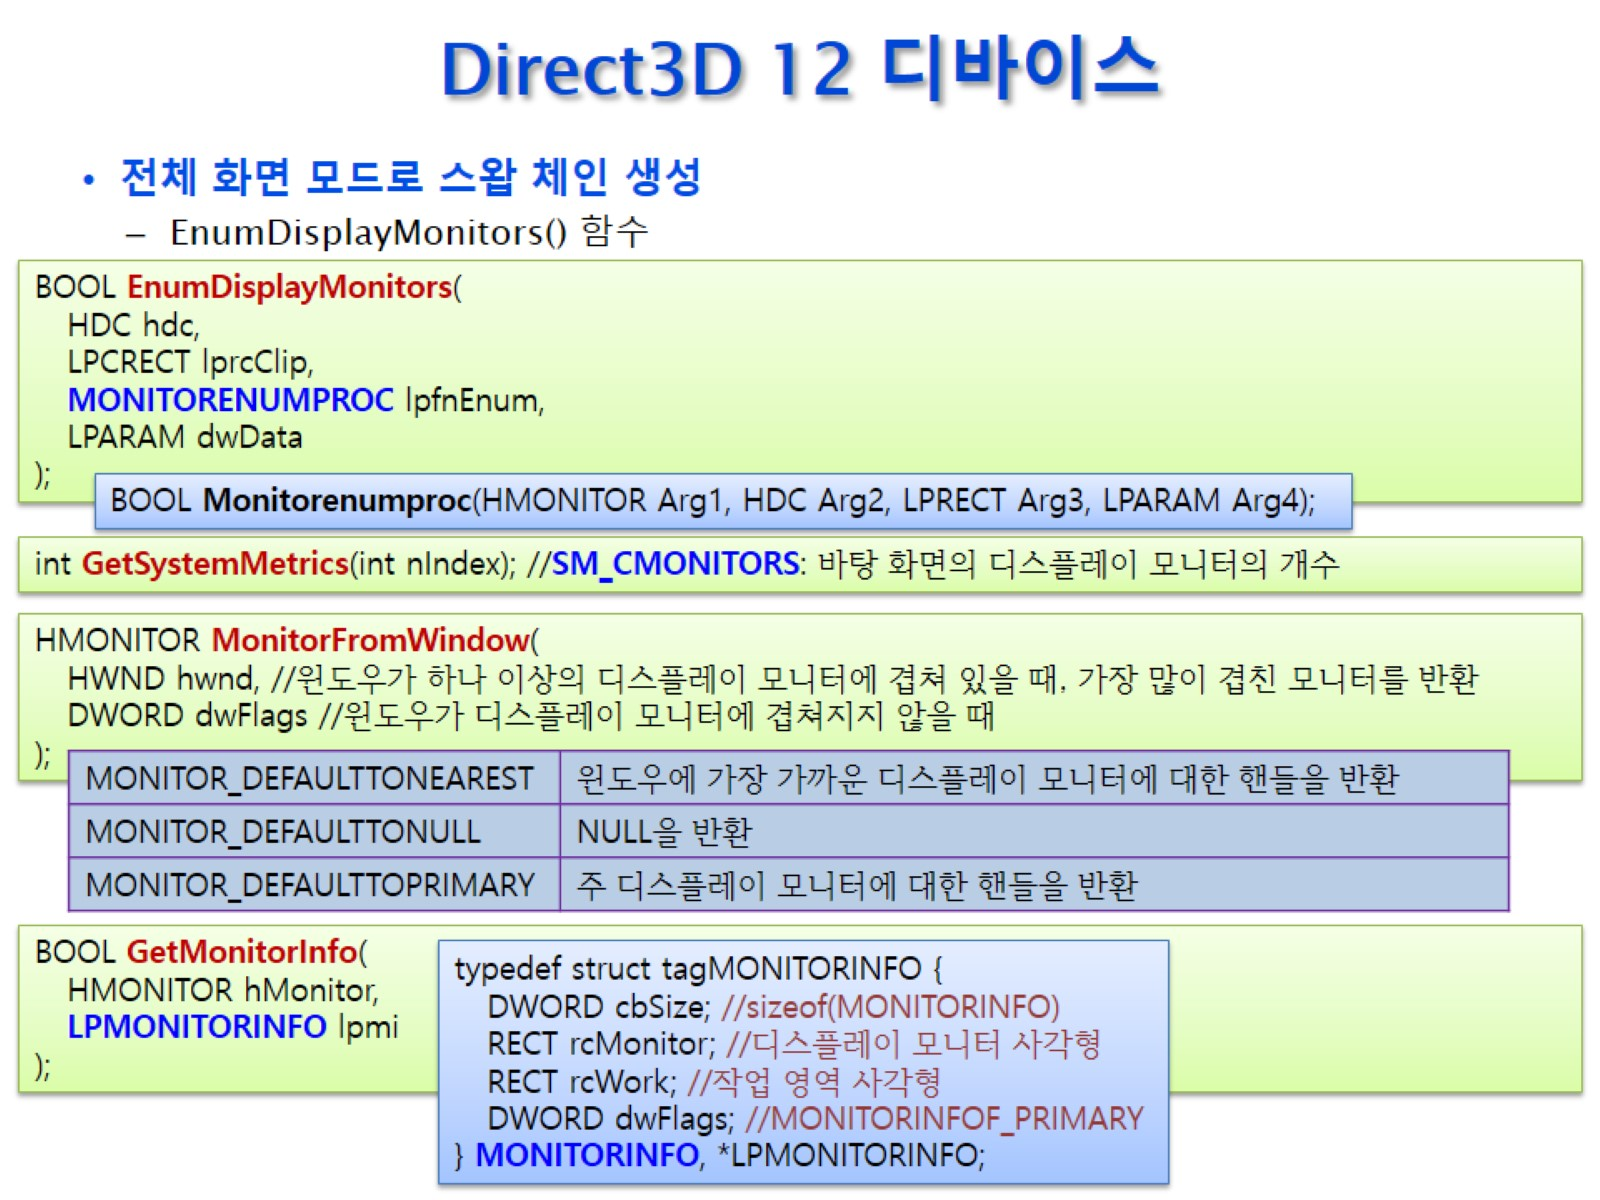 Direct3D 12 디바이스
• 전체 화면 모드로 스왑 체인 생성
– EnumDisplayMonitors() 함수
BOOL EnumDisplayMonitors(
HDC hdc,
LPCRECT lprcClip,
MONITORENUMPROC lpfnEnum,
LPARAM dwData
);
BOOL Monitorenumproc(HMONITOR Arg1, HDC Arg2, LPRECT Arg3, LPARAM Arg4);
int GetSystemMetrics(int nIndex); //SM_CMONITORS: 바탕 화면의 디스플레이 모니터의 개수
HMONITOR MonitorFromWindow(
HWND hwnd, //윈도우가 하나 이상의 디스플레이 모니터에 겹쳐 있을 때, 가장 많이 겹친 모니터를 반환
DWORD dwFlags //윈도우가 디스플레이 모니터에 겹쳐지지 않을 때
);
MONITOR_DEFAULTTONEAREST 윈도우에 가장 가까운 디스플레이 모니터에 대한 핸들을 반환
MONITOR_DEFAULTTONULL NULL을 반환
MONITOR_DEFAULTTOPRIMARY 주 디스플레이 모니터에 대한 핸들을 반환
BOOL GetMonitorInfo(
HMONITOR hMonitor,
LPMONITORINFO lpmi
);
typedef struct tagMONITORINFO {
DWORD cbSize; //sizeof(MONITORINFO)
RECT rcMonitor; //디스플레이 모니터 사각형
RECT rcWork; //작업 영역 사각형
DWORD dwFlags; //MONITORINFOF_PRIMARY
} MONITORINFO, *LPMONITORINFO;